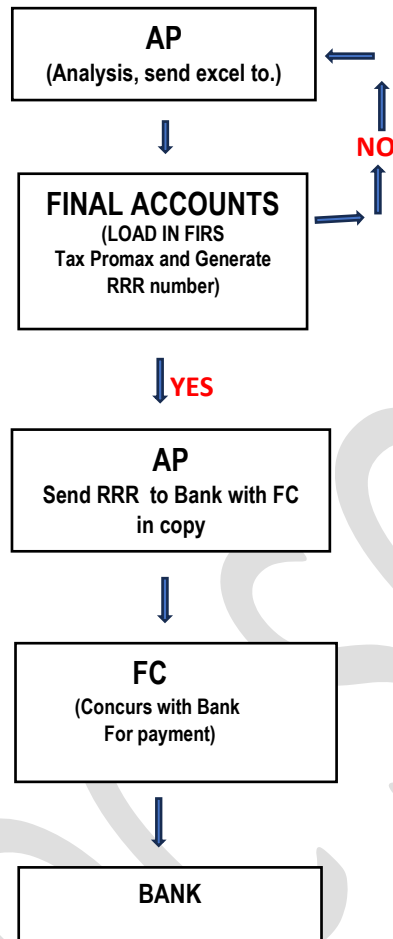 AP
(Analysis, send excel to.)
NO
FINAL ACCOUNTS
(LOAD IN FIRS
Tax Promax and Generate
RRR number)
YES
AP
Send RRR to Bank with FC
in copy
FC
(Concurs with Bank
For payment)
BANK